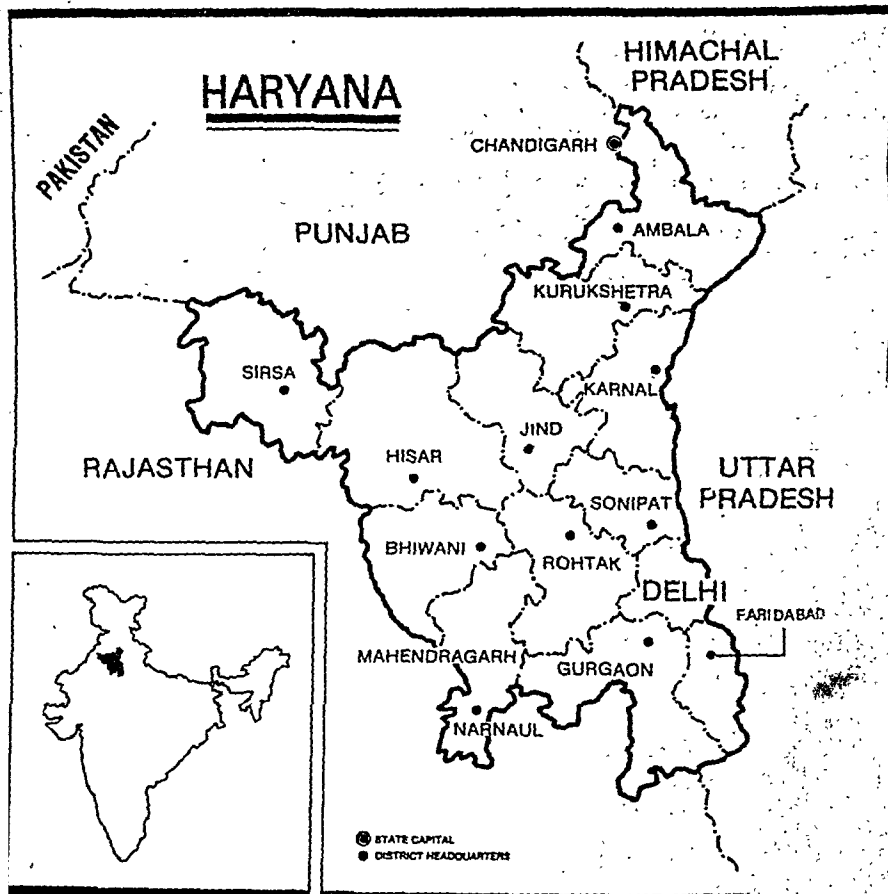 HARYANA
HIMACHAL
PRADESH
PAKISTAN
CHANDIGARH
PUNJAB
AMBALA
KURUKSHETRA
SIRSA
KARNAL
JIND
HISAR
RAJASTHAN
UTTAR
PRADESH
SONIPAT
BHIWANI
ROHTAK
DELHI
FARIDABAD
MAHENDRAGARH
GURGAON
NARNAUL
STATE CAPITAL
DISTRICT HEADQUARTERS